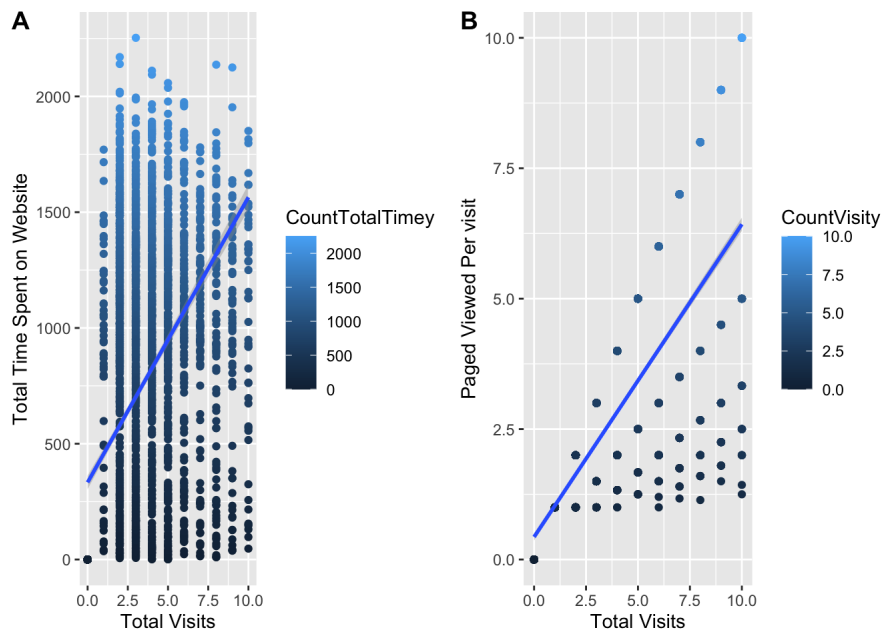 A
Total Time Spent on Website
2000
1500
1000
500
0
0.0 2.5 5.0 7.5 10.0
Total Visits
CountTotalTimey
2000
1500
1000
500
0
B
Paged Viewed Per visit
10.0
7.5
5.0
2.5
0.0
0.0 2.5 5.0 7.5 10.0
Total Visits
CountVisity
10.0
7.5
5.0
2.5
0.0